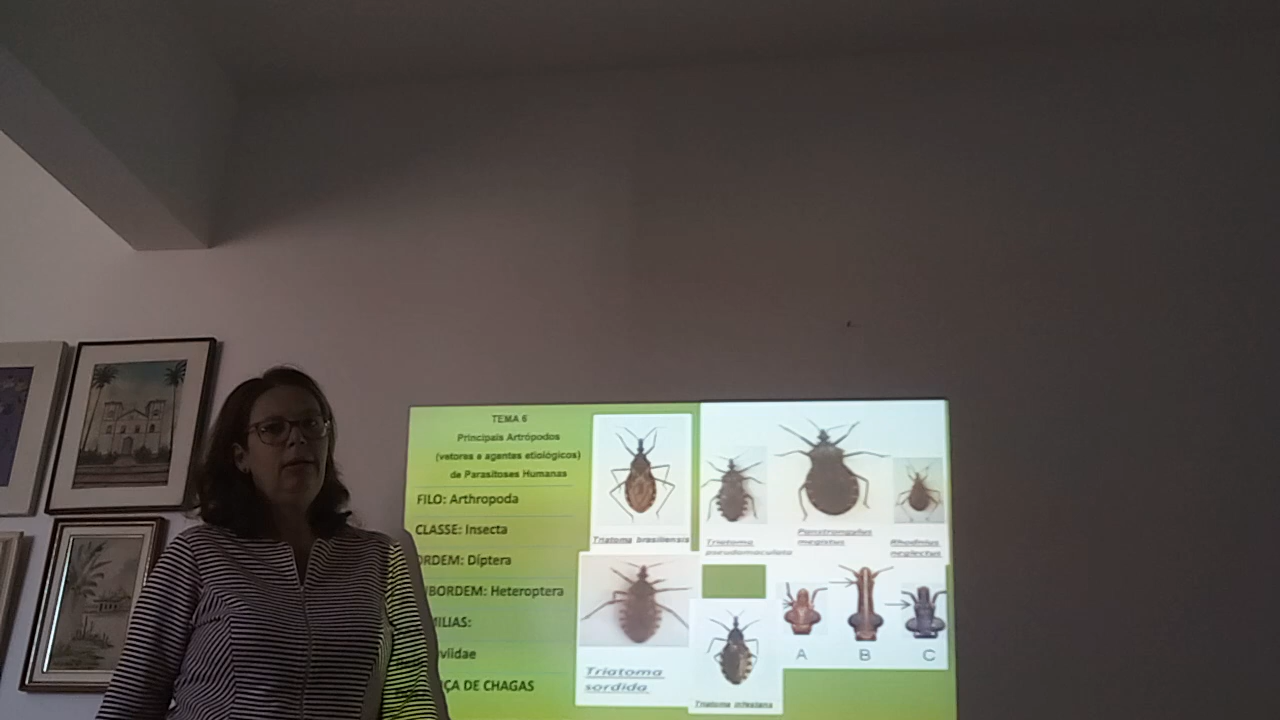 TEMA 6
Principais Artrópodos
(vetores e agentes etiológicos)
de Parasitoses Humanas
FILO: Arthropoda
CLASSE: Insecta
ORDEM: Díptera
BORDEM: Heteroptera
MILIAS:
viidae
ÇA DE CHAGAS
Triatoma brasiliensis
Triatoma
pseudomaculata
Panstrongylus
megistus
Rhodnius
neglectus
Triatoma
sordida
Triatoma infestans
A B C